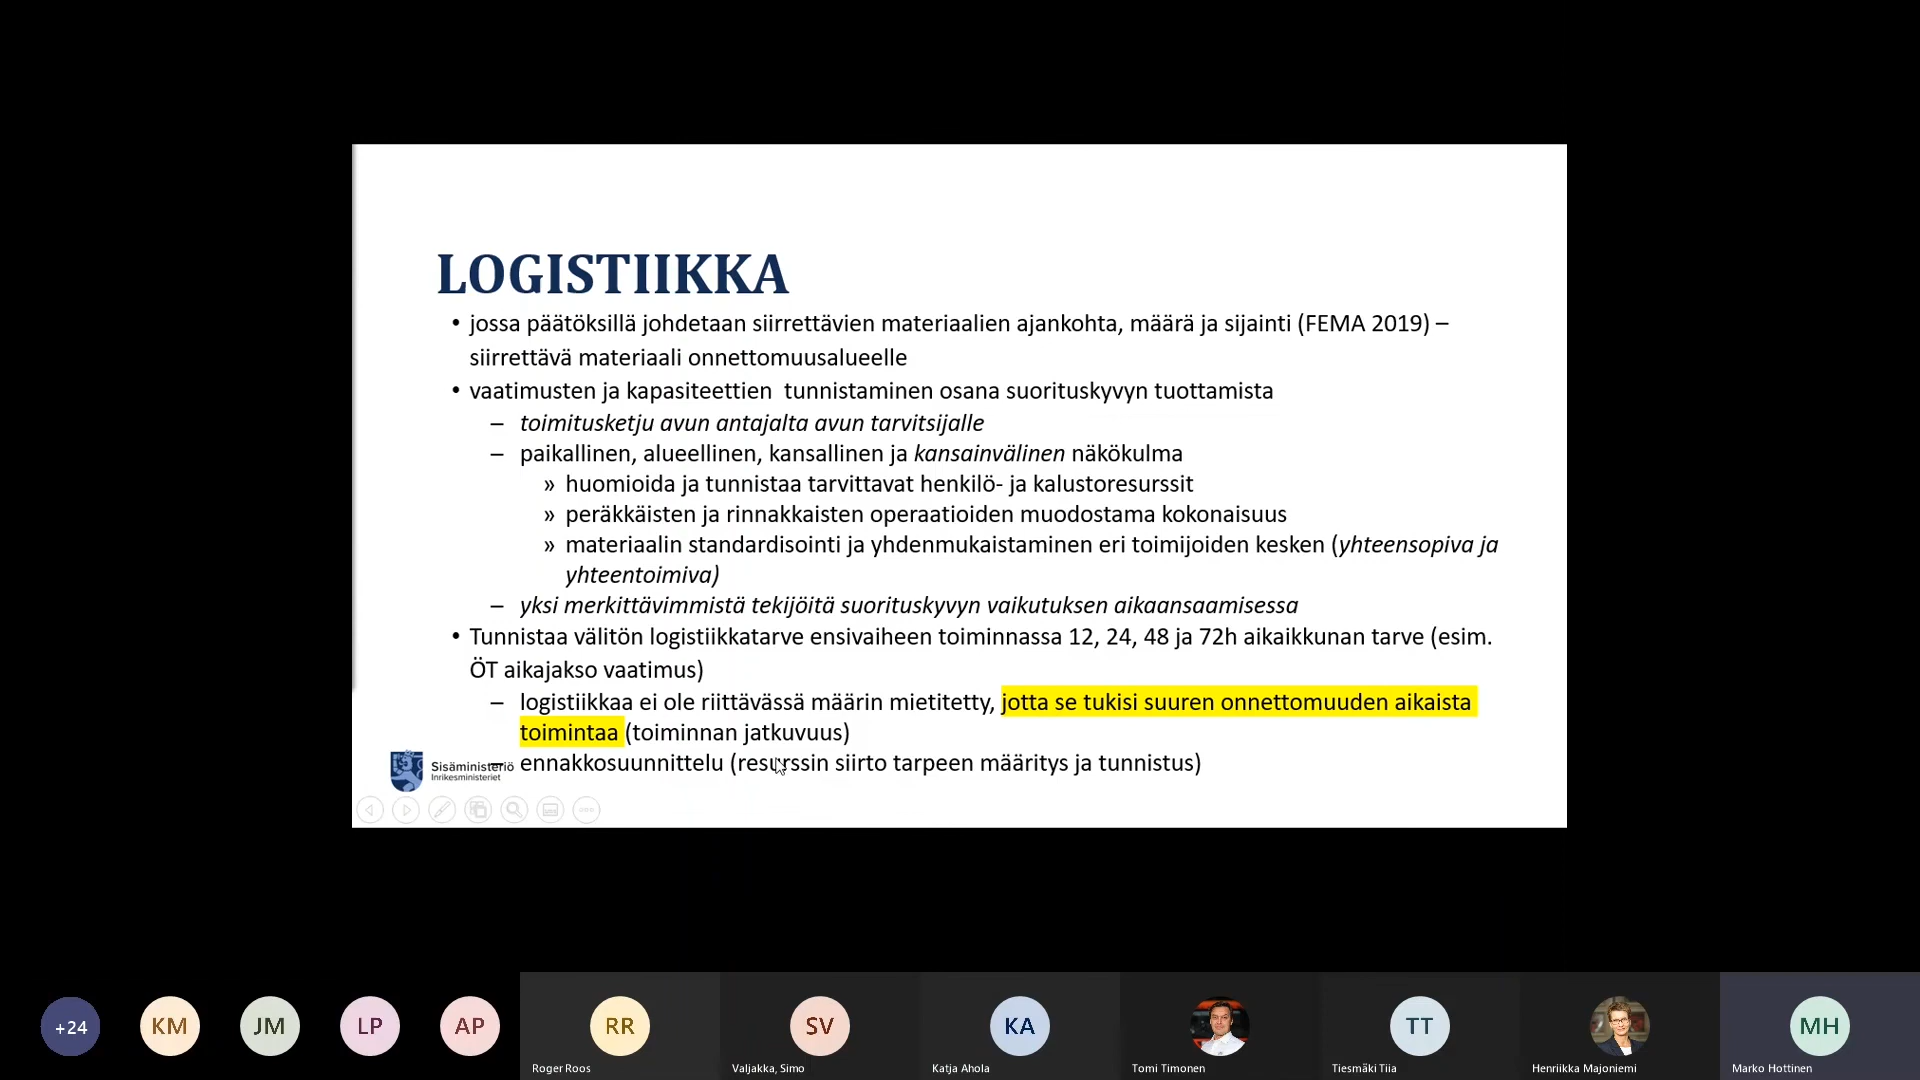 LOGISTIIKKA
• jossa päätöksillä johdetaan siirrettävien materiaalien ajankohta, määrä ja sijainti (FEMA 2019) –
siirrettävä materiaali onnettomuusalueelle
• vaatimusten ja kapasiteettien  tunnistaminen osana suorituskyvyn tuottamista
– toimitusketju avun antajalta avun tarvitsijalle
– paikallinen, alueellinen, kansallinen ja kansainvälinen näkökulma
» huomioida ja tunnistaa tarvittavat henkilö- ja kalustoresurssit
» peräkkäisten ja rinnakkaisten operaatioiden muodostama kokonaisuus
» materiaalin standardisointi ja yhdenmukaistaminen eri toimijoiden kesken (yhteensopiva ja
yhteentoimiva)
– yksi merkittävimmistä tekijöitä suorituskyvyn vaikutuksen aikaansaamisessa
• Tunnistaa välitön logistiikkatarve ensivaiheen toiminnassa 12, 24, 48 ja 72h aikaikkunan tarve (esim.
ÖT aikajakso vaatimus)
– logistiikkaa ei ole riittävässä määrin mietitetty, jotta se tukisi suuren onnettomuuden aikaista
toimintaa (toiminnan jatkuvuus)
– ennakkosuunnittelu (resurssin siirto tarpeen määritys ja tunnistus)
Sisäministeriö
Inrikesministeriet
+24
KM
JM
LP
AP
RR
SV
KA
TT
MH
Roger Roos
Valjakka, Simo
Katja Ahola
Tomi Timonen
Tiesmäki Tiia
Henriikka Majoniemi
Marko Hottinen